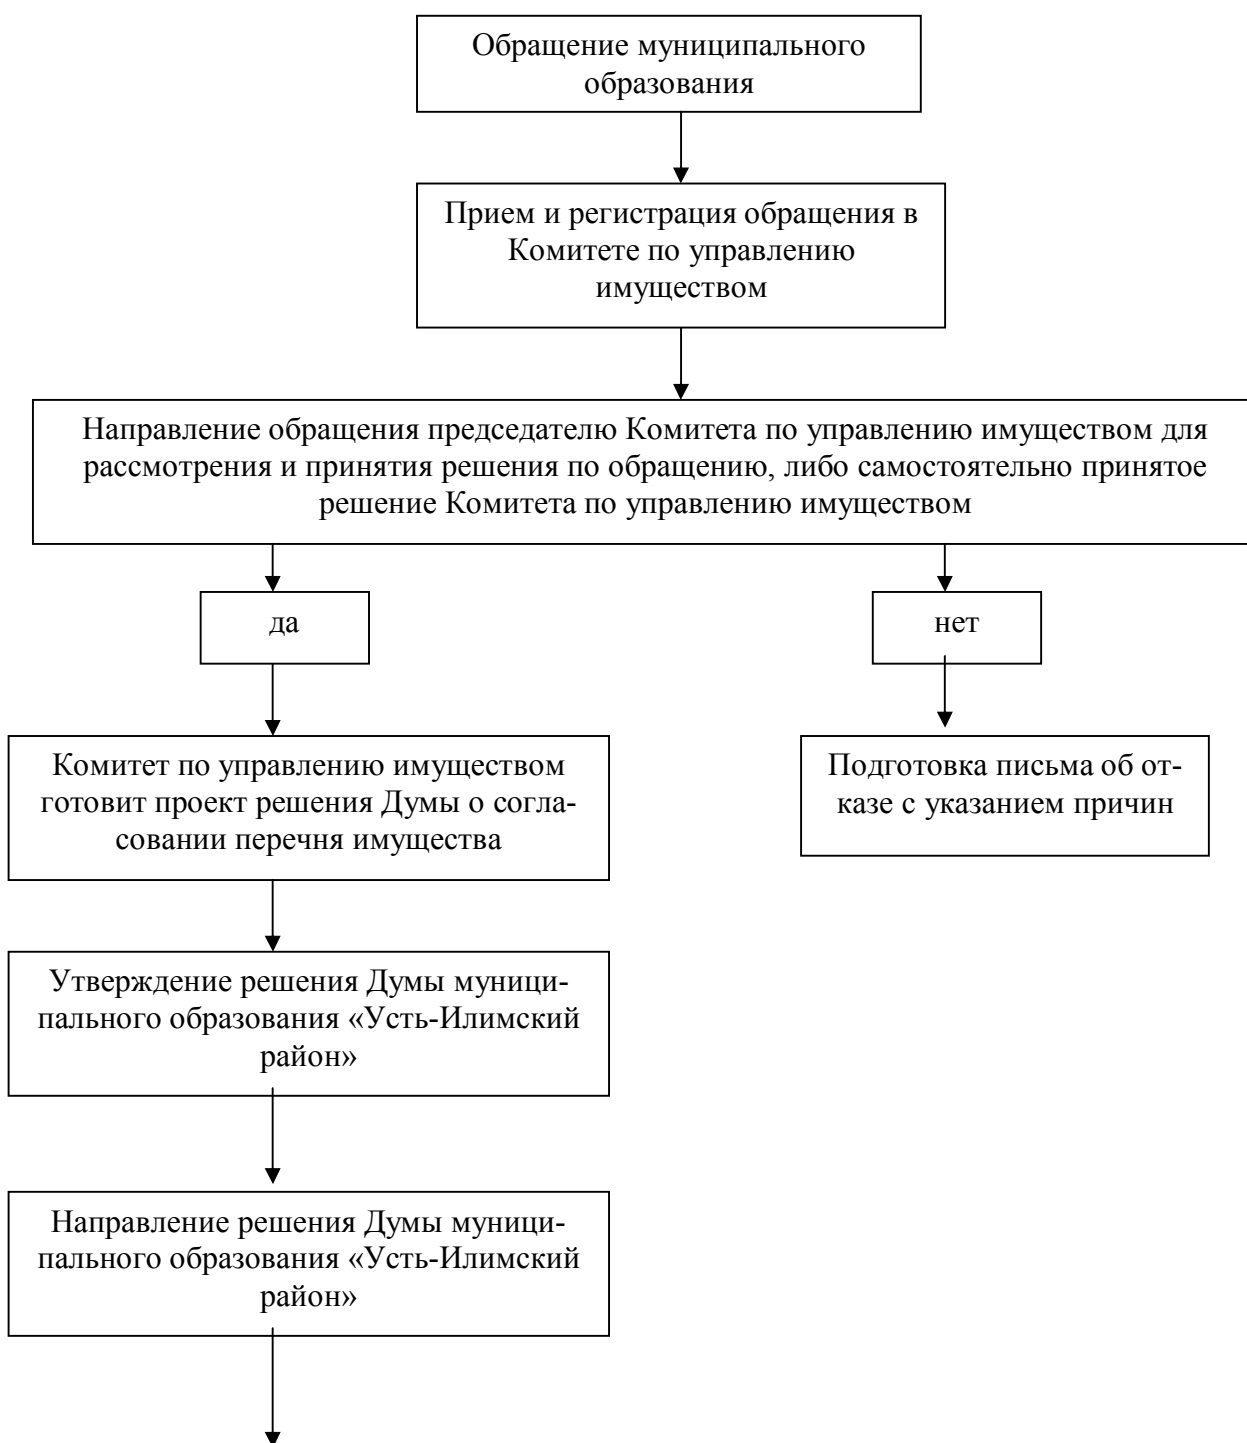 Обращение муниципального
образования
Прием и регистрация обращения в
Комитете по управлению
имуществом
Направление обращения председателю Комитета по управлению имуществом для
рассмотрения и принятия решения по обращению, либо самостоятельно принятое
решение Комитета по управлению имуществом
да
нет
Комитет по управлению имуществом
готовит проект решения Думы о согла-
совании перечня имущества
Подготовка письма об от-
казе с указанием причин
Утверждение решения Думы муници-
пального образования «Усть-Илимский
район»
Направление решения Думы муници-
пального образования «Усть-Илимский
район»